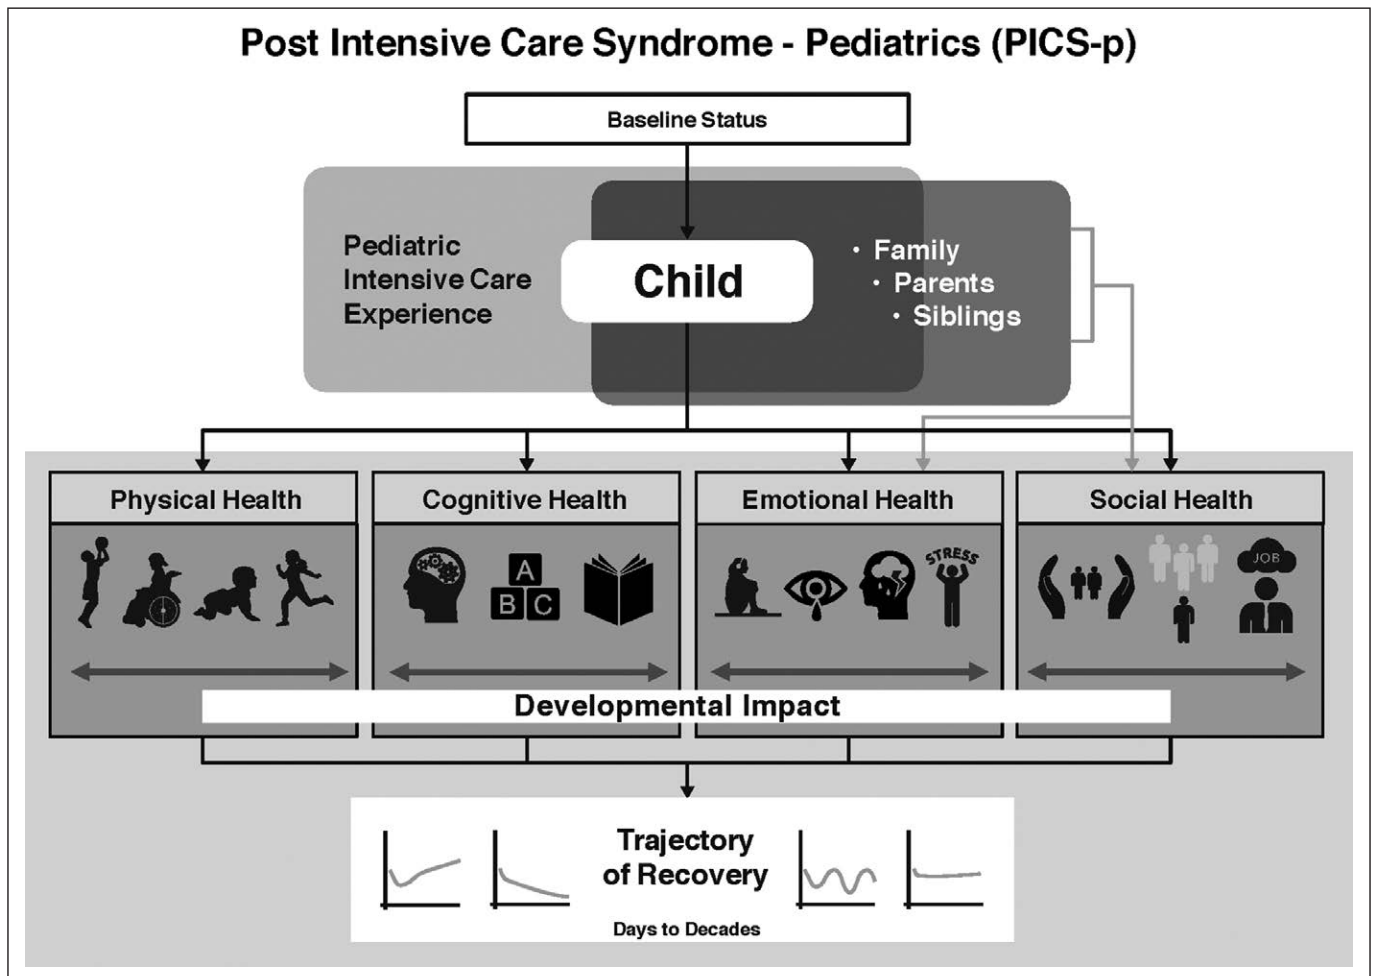 Post Intensive Care Syndrome - Pediatrics (PICS-p)
Baseline Status
Pediatric
Intensive Care
Experience
Child
• Family
• Parents
• Siblings
Physical Health
Cognitive Health
Emotional Health
Social Health
A
B C
STRESS
JOB
Developmental Impact
Trajectory
of Recovery
Days to Decades